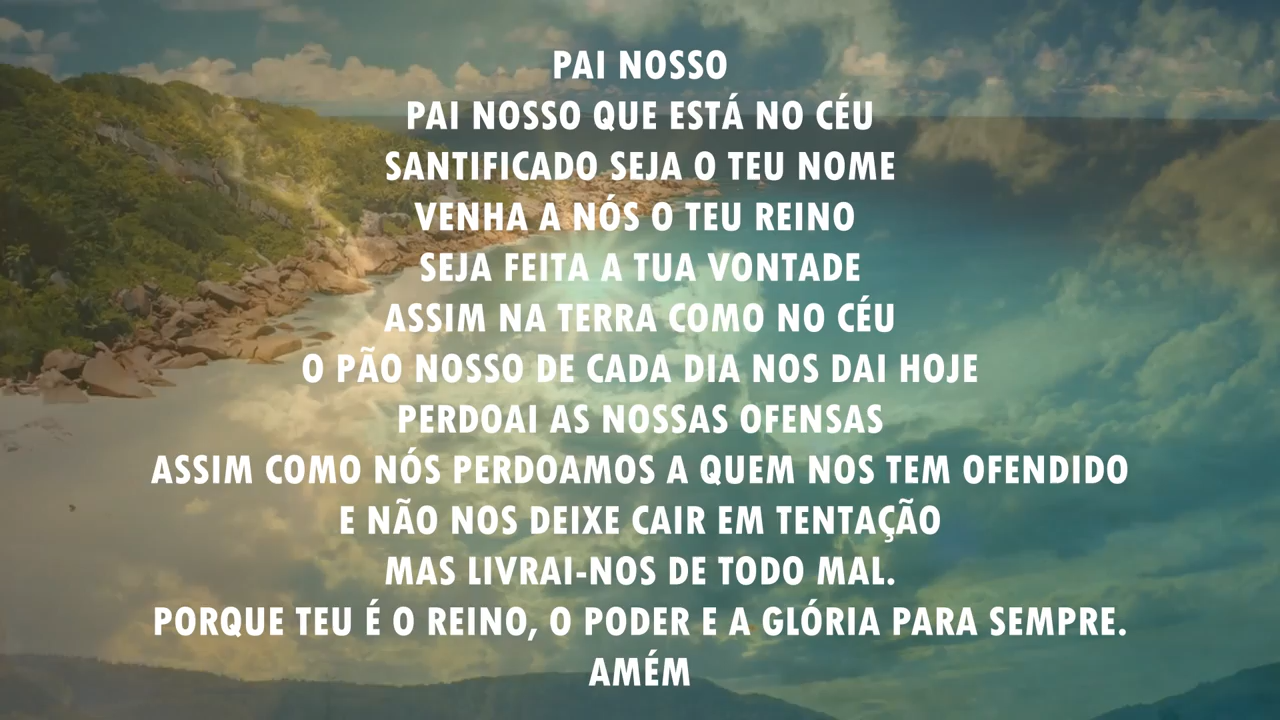 PAI NOSSO
PAI NOSSO QUE ESTÁ NO CÉU
SANTIFICADO SEJA O TEU NOME
VENHA A NÓS O TEU REINO
SEJA FEITA A TUA VONTADE
ASSIM NA TERRA COMO NO CÉU
O PÃO NOSSO DE CADA DIA NOS DAI HOJE
PERDOAI AS NOSSAS OFENSAS
ASSIM COMO NÓS PERDOAMOS A QUEM NOS TEM OFENDIDO
E NÃO NOS DEIXE CAIR EM TENTAÇÃO
MAS LIVRAI-NOS DE TODO MAL.
PORQUE TEU É O REINO, O PODER E A GLÓRIA PARA SEMPRE.
AMÉM